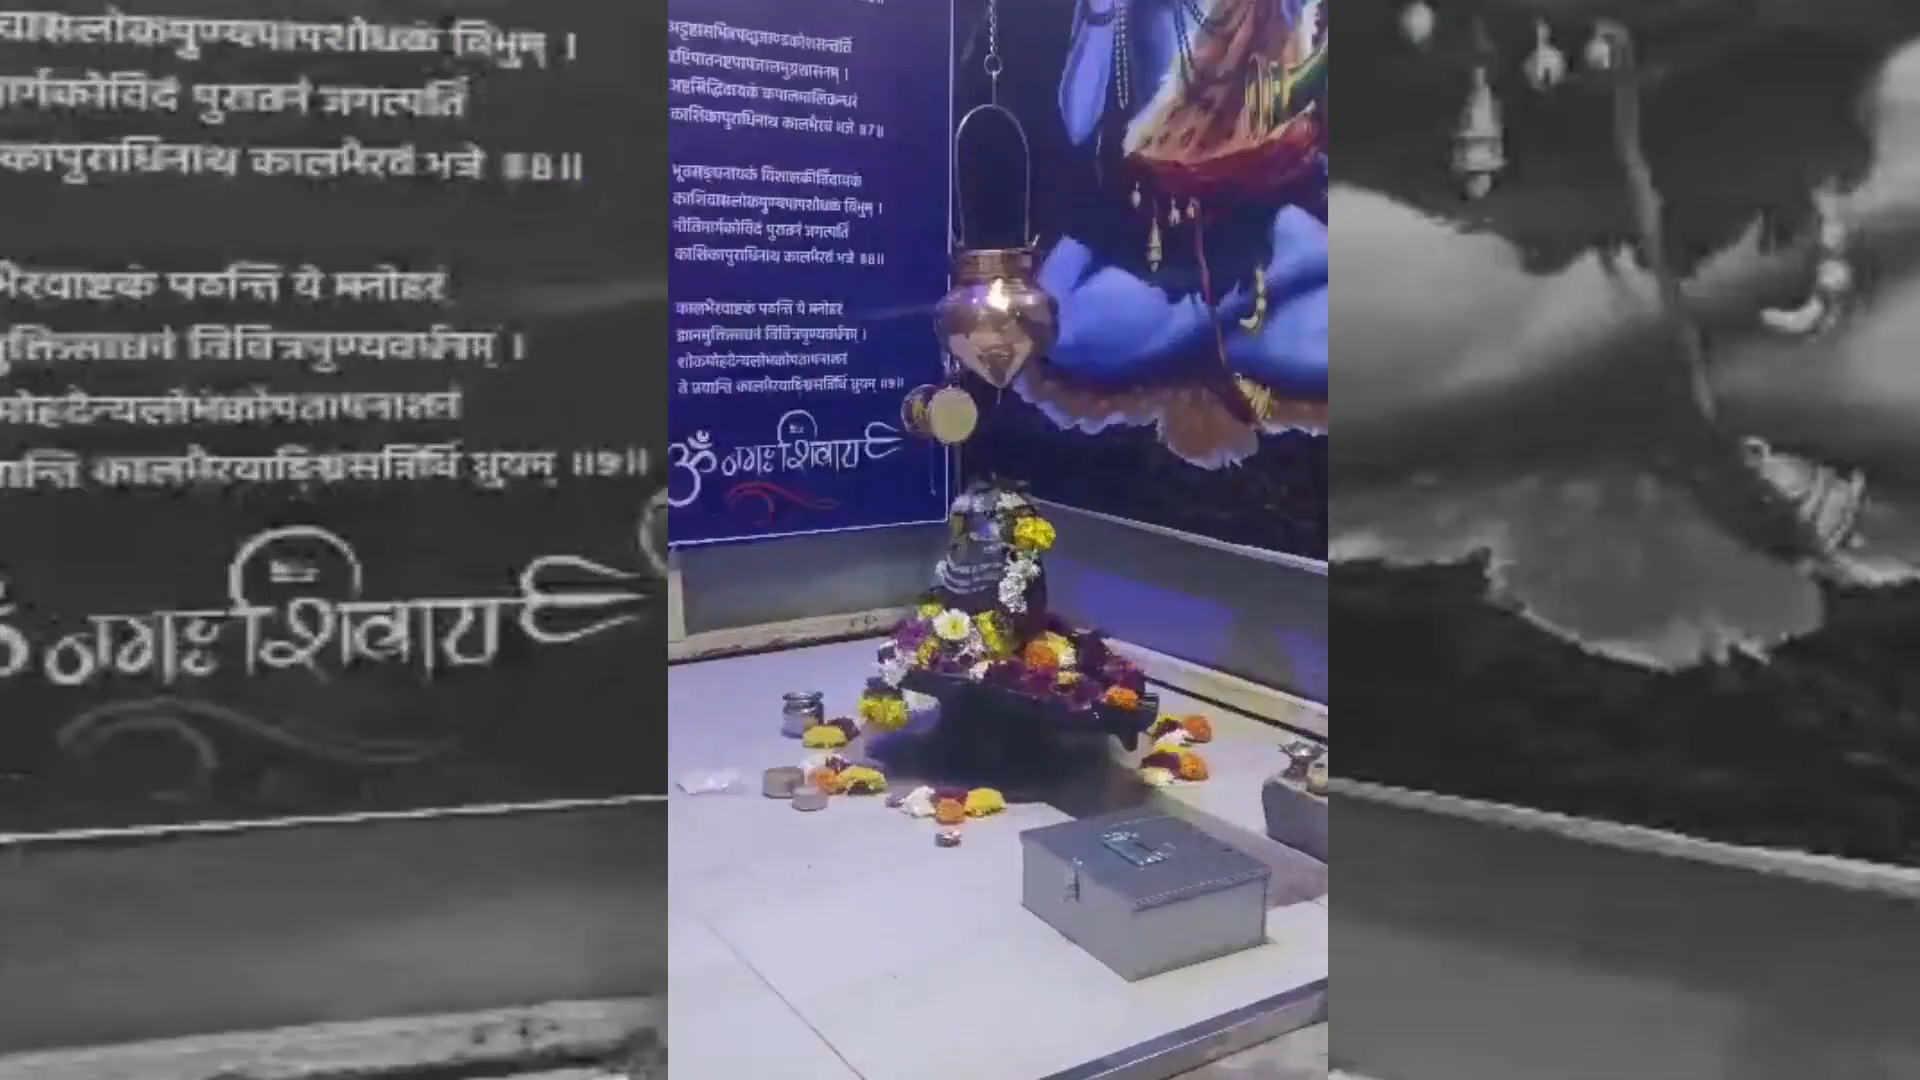 अट्टहासभिन्नपद्मजाण्डकोशसन्ततिं
दृष्टिपातनष्टपापजालमुग्रशासनम् ।
अष्टसिद्धिदायकं कपालमालिकन्धरं
काशिकापुराधिनाथ कालभैरवं भजे ॥7॥
भूतसङ्घनायकं विशालकीर्तिदायकं
काशिवासलोकपुण्यपापशोधकं विभुम् ।
नीतिमार्गकोविदं पुरातनं जगत्पतिं
काशिकापुराधिनाथ कालभैरवं भजे ॥8॥
कालभैरवाष्टकं पठन्ति ये मनोहरं
ज्ञानमुक्तिसाधनं विचित्रपुण्यवर्धनम् ।
शोकमोहदैन्यलोभकोपतापनाशनं
ते प्रयान्ति कालभैरवाङ्घ्रिसन्निधिं ध्रुवम् ॥9॥
ॐ नमः शिवाय